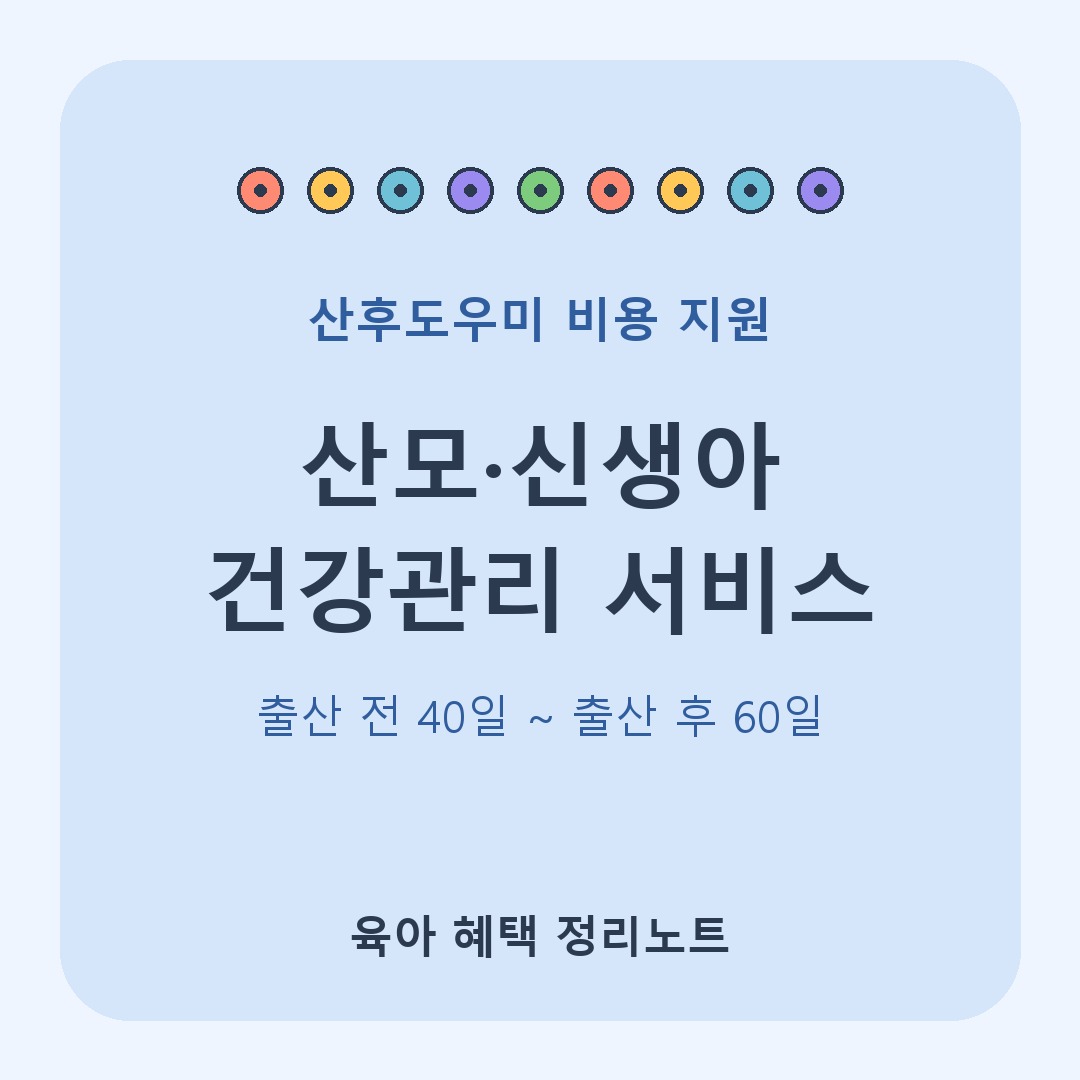 산후도우미 비용 지원
산모·신생아
건강관리 서비스
출산 전 40일 ~ 출산 후 60일
육아 혜택 정리노트